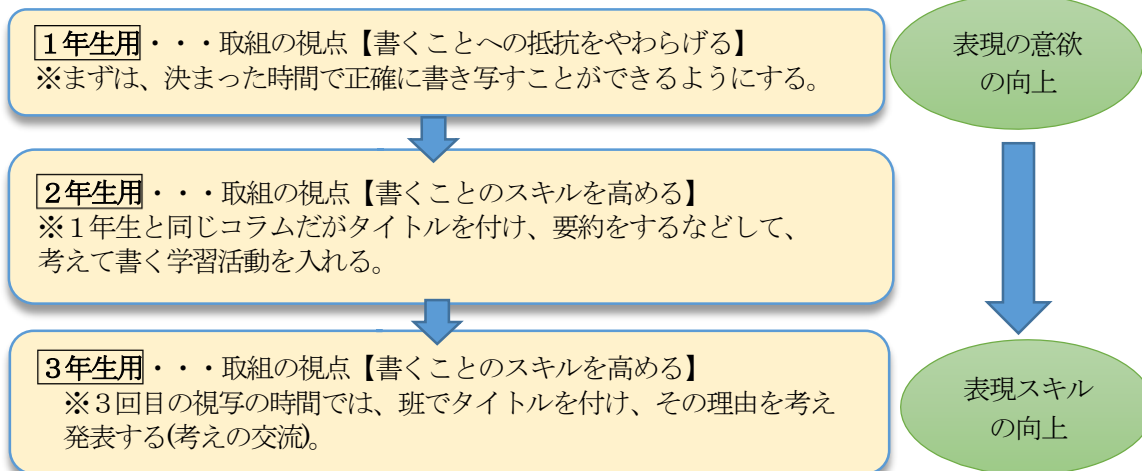 １年生用・・・取組の視点【書くことへの抵抗をやわらげる】
※まずは、決まった時間で正確に書き写すことができるようにする。
表現の意欲
の向上
２年生用・・・取組の視点【書くことのスキルを高める】
※１年生と同じコラムだがタイトルを付け、要約をするなどして、
考えて書く学習活動を入れる。
３年生用・・・取組の視点【書くことのスキルを高める】
※３回目の視写の時間では、班でタイトルを付け、その理由を考え
発表する(考えの交流)。
表現スキル
の向上